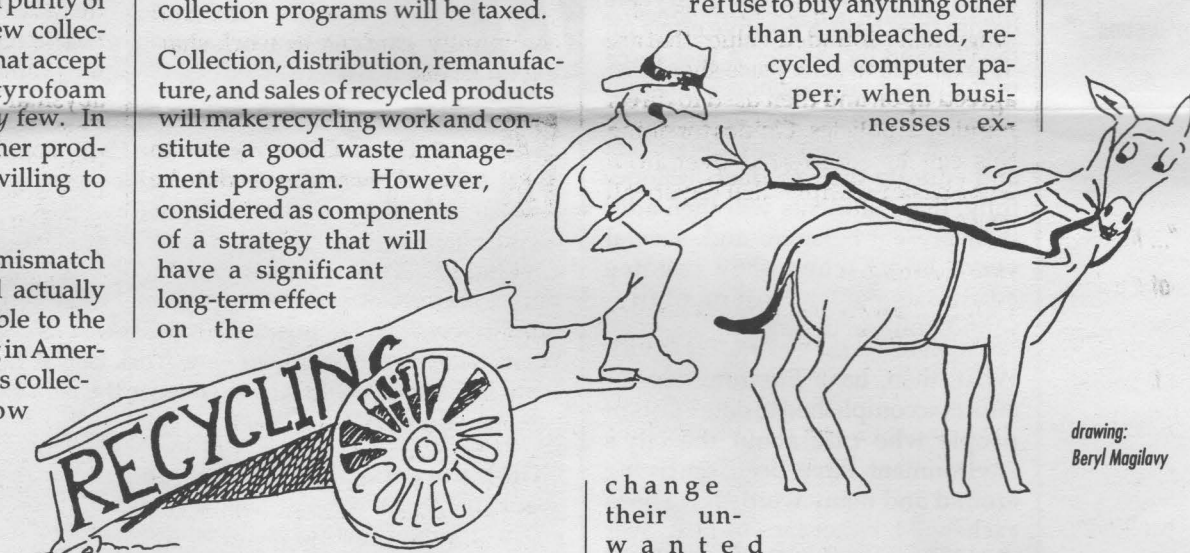 purity of
ew collec-
hat accept
tyrofoam
y few. In
her prod-
willing to
mismatch
l actually
ble to the
g in Amer-
s collec-
ow
collection programs will be taxed.
Collection, distribution, remanufac-
ture, and sales of recycled products
will make recycling work and con-
stitute a good waste manage-
ment program. However,
considered as components
of a strategy that will
have a significant
long-term effect
on the
RECYCLING
COLLEC
refuse to buy anything other
than unbleached, re-
cycled computer pa-
per; when busi-
nesses ex-
change
their un-
wanted
drawing:
Beryl Magilavy